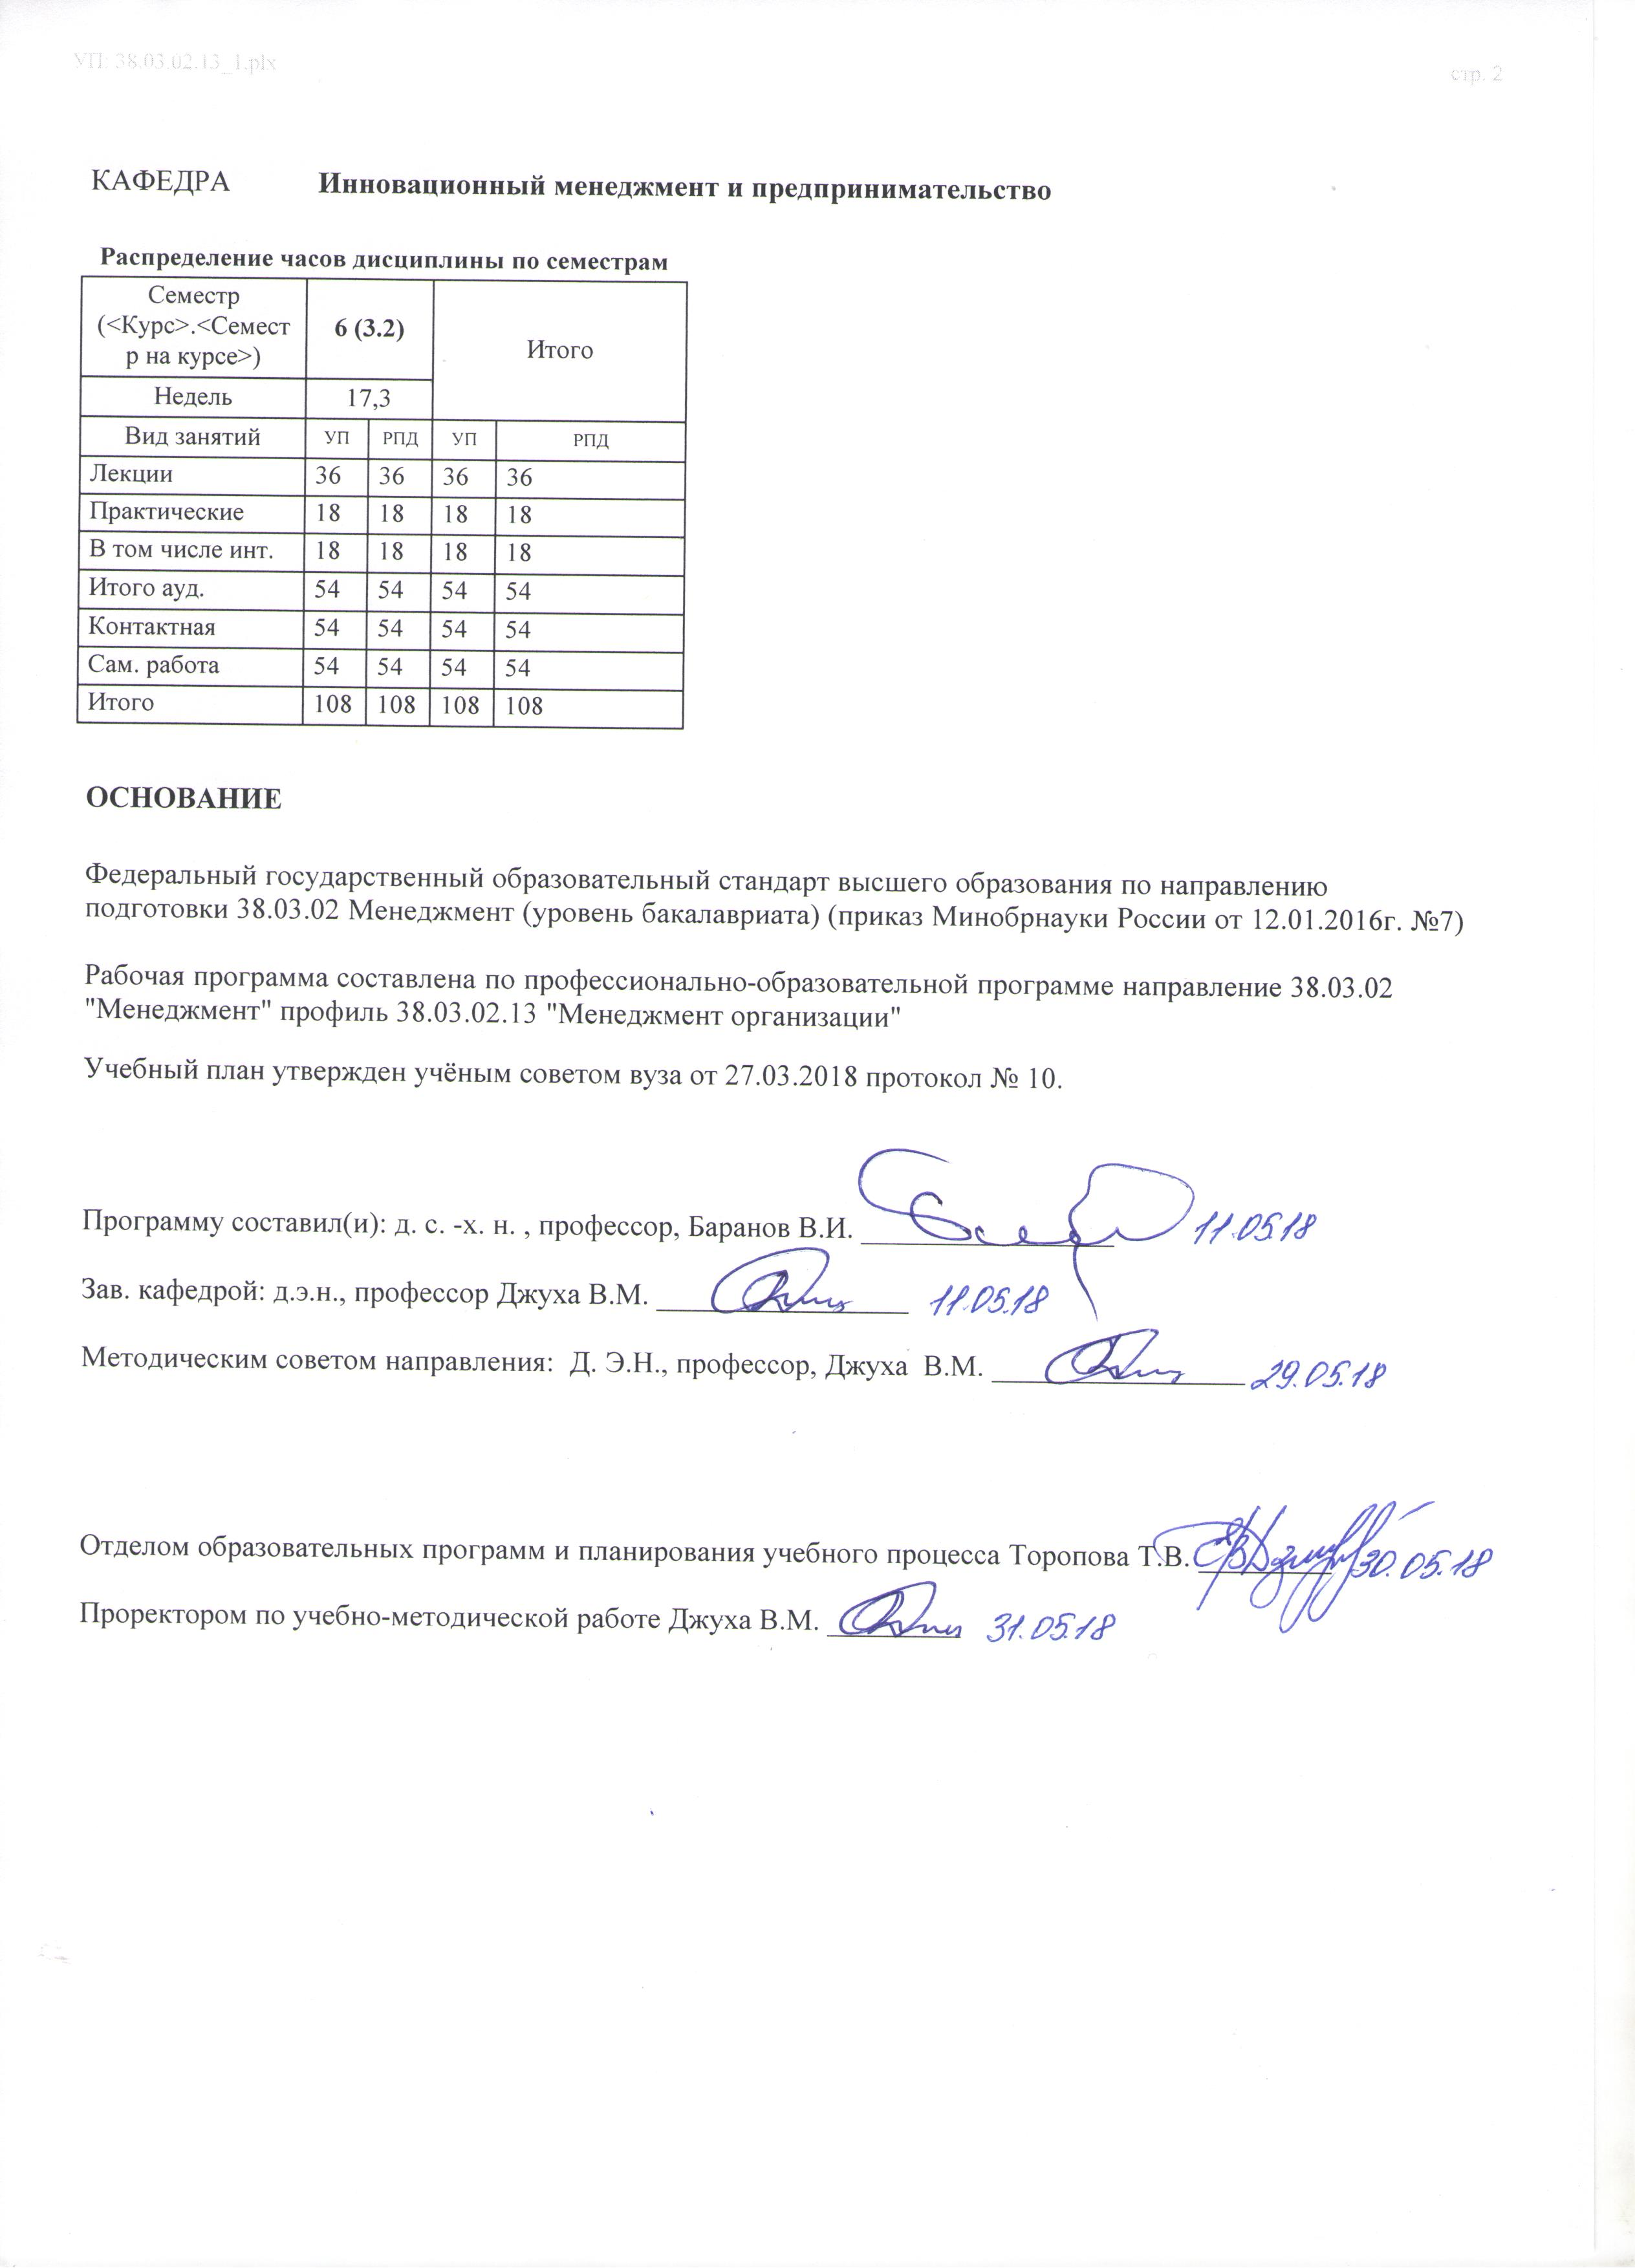 УП: 38.03.02.13_1.plx
стр. 2
КАФЕДРА Инновационный менеджмент и предпринимательство
Распределение часов дисциплины по семестрам
Семестр
(<Курс>.<Семест
р на курсе>)
6 (3.2)
Итого
Недель 17,3
Вид занятий УП РПД УП РПД
Лекции 36 36 36 36
Практические 18 18 18 18
В том числе инт. 18 18 18 18
Итого ауд. 54 54 54 54
Контактная 54 54 54 54
Сам. работа 54 54 54 54
Итого 108 108 108 108
ОСНОВАНИЕ
Федеральный государственный образовательный стандарт высшего образования по направлению
подготовки 38.03.02 Менеджмент (уровень бакалавриата) (приказ Минобрнауки России от 12.01.2016г. №7)
Рабочая программа составлена по профессионально-образовательной программе направление 38.03.02
"Менеджмент" профиль 38.03.02.13 "Менеджмент организации"
Учебный план утвержден учёным советом вуза от 27.03.2018 протокол № 10.
Программу составил(и): д. с. -х. н. , профессор, Баранов В.И. 11.05.18
Зав. кафедрой: д.э.н., профессор Джуха В.М. 11.05.18
Методическим советом направления: Д. Э.Н., профессор, Джуха В.М. 29.05.18
Отделом образовательных программ и планирования учебного процесса Торопова Т.В. 30.05.18
Проректором по учебно-методической работе Джуха В.М. 31.05.18